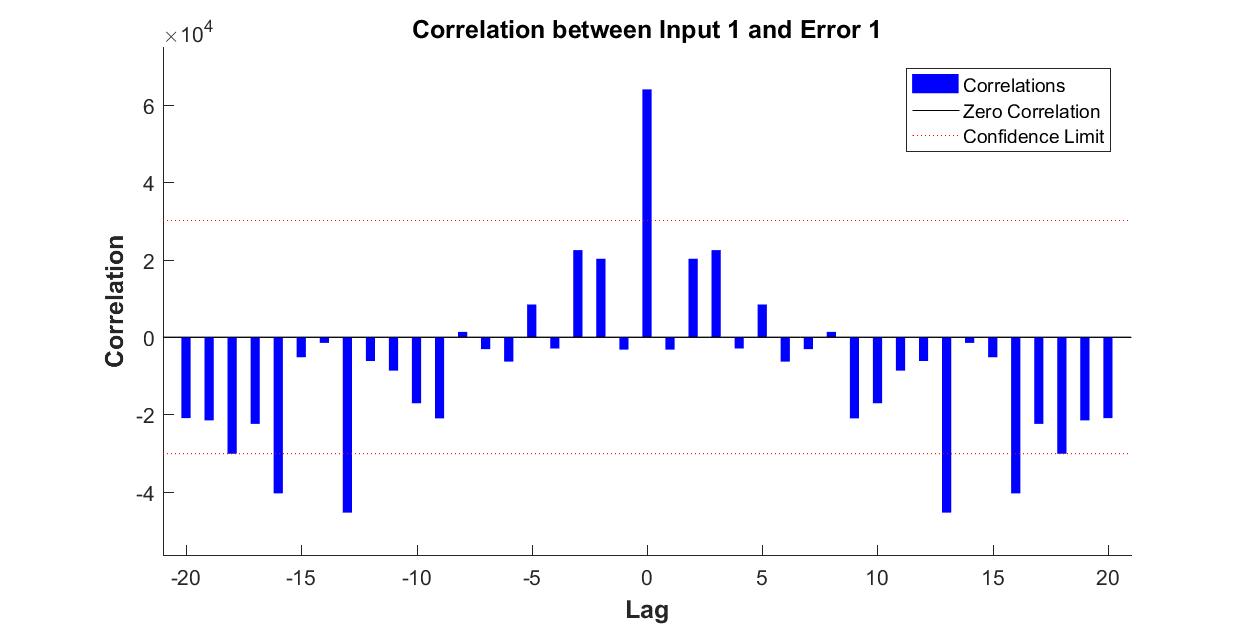 Correlation between Input 1 and Error 1
×10⁴
Correlations
Zero Correlation
Confidence Limit
6
4
2
0
-2
-4
Correlation
-20 -15 -10 -5 0 5 10 15 20
Lag